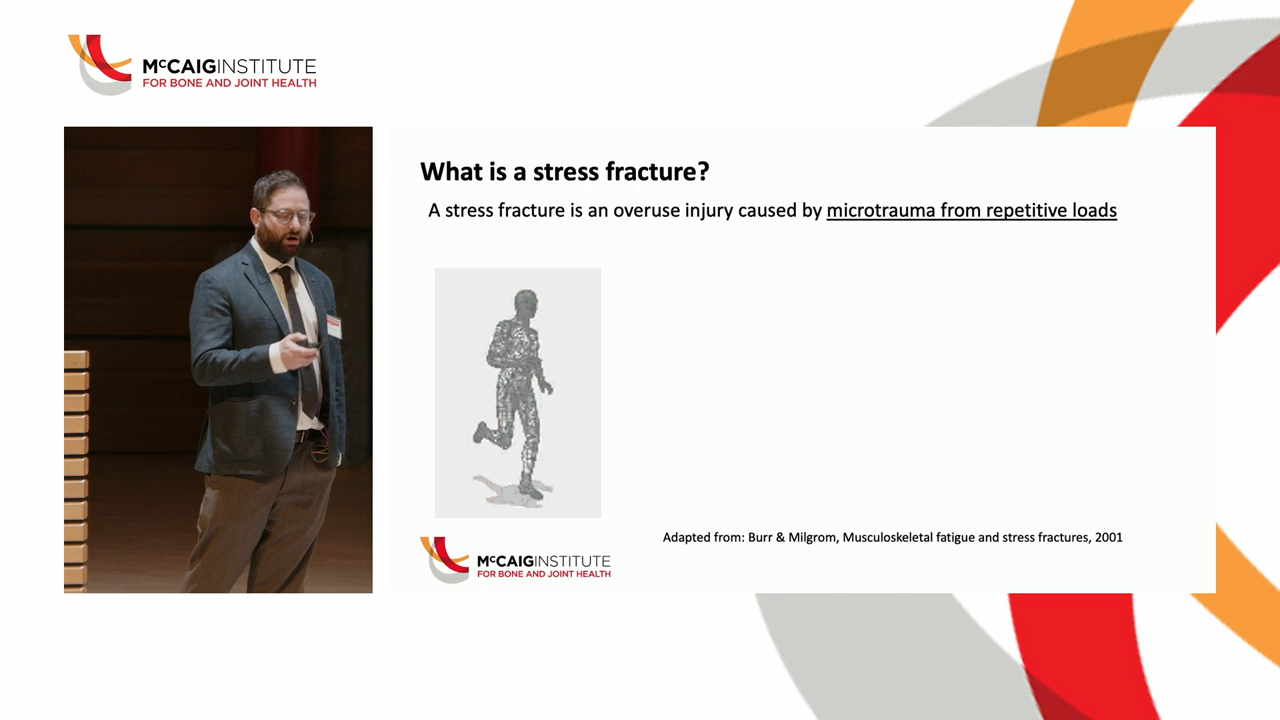 McCAIGINSTITUTE
FOR BONE AND JOINT HEALTH
What is a stress fracture?
A stress fracture is an overuse injury caused by microtrauma from repetitive loads
Adapted from: Burr & Milgrom, Musculoskeletal fatigue and stress fractures, 2001
McCAIGINSTITUTE
FOR BONE AND JOINT HEALTH